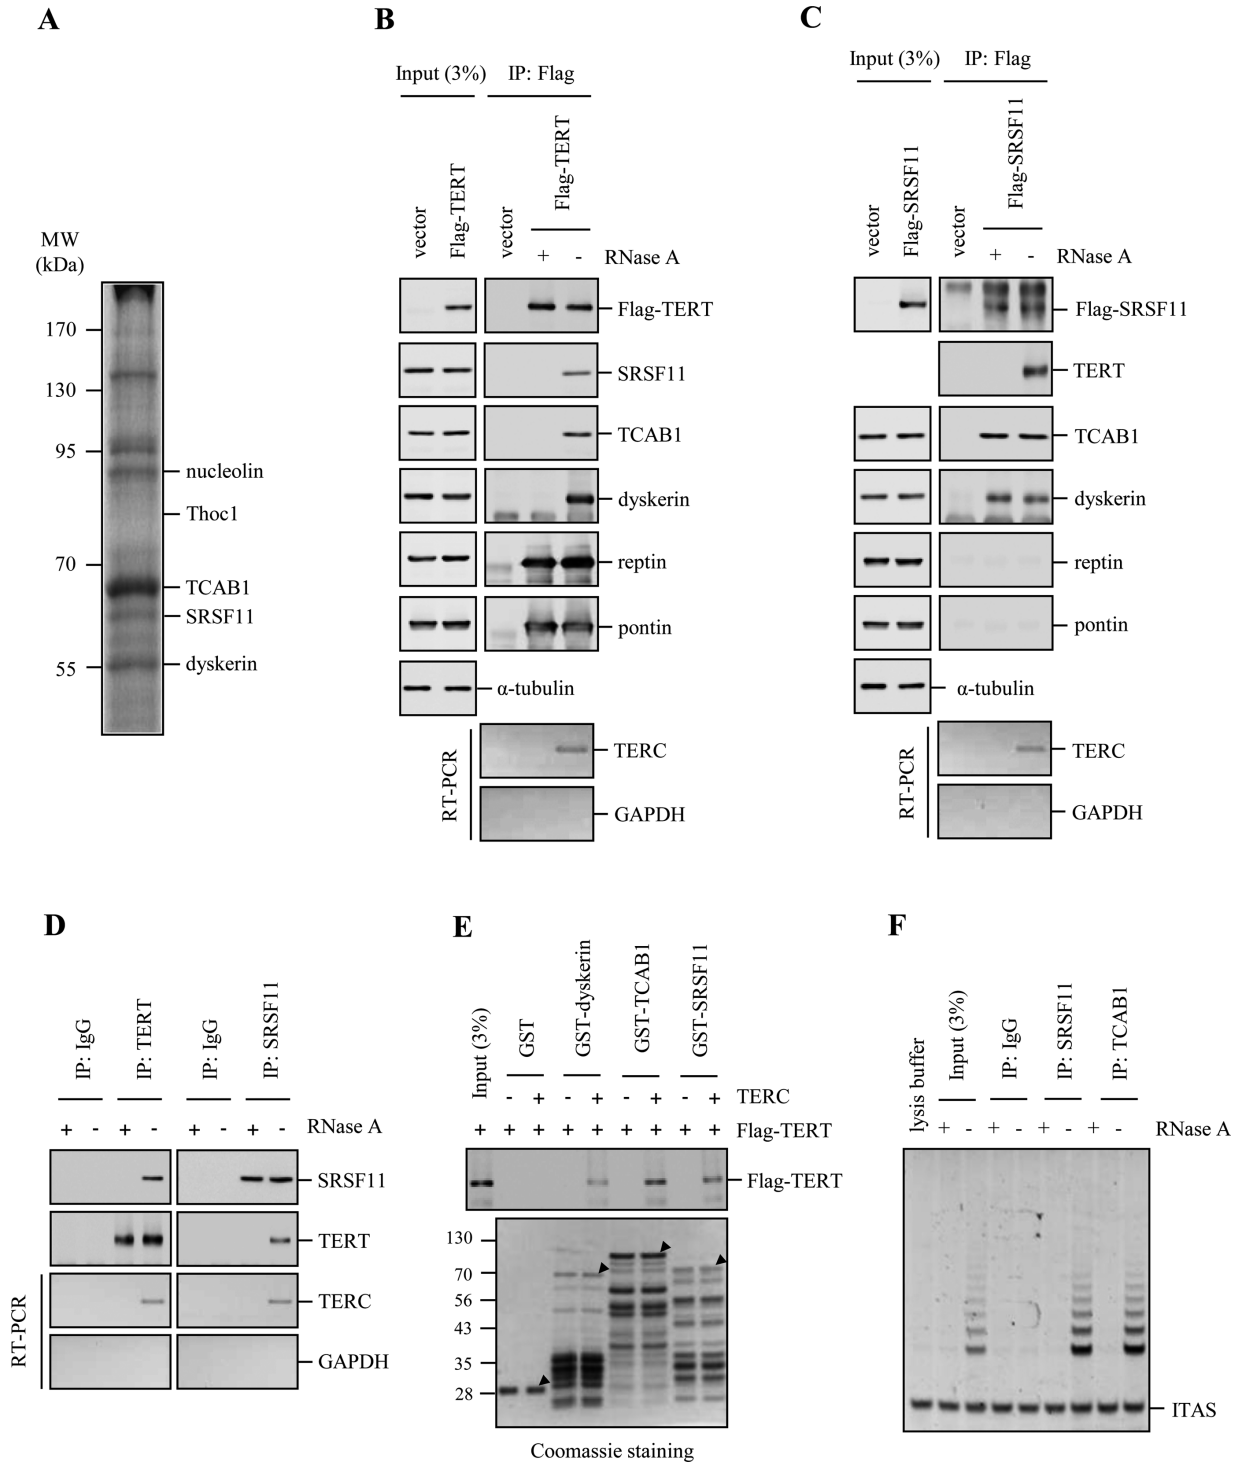 A
MW
(kDa)
170
130
95
70
55
nucleolin
Thoc1
TCAB1
SRSF11
dyskerin
B
Input (3%)
IP: Flag
vector
Flag-TERT
vector
Flag-TERT
+ - RNase A
Flag-TERT
SRSF11
TCAB1
dyskerin
reptin
pontin
α-tubulin
RT-PCR
TERC
GAPDH
C
Input (3%)
IP: Flag
vector
Flag-SRSF11
vector
Flag-SRSF11
+ - RNase A
Flag-SRSF11
TERT
TCAB1
dyskerin
reptin
pontin
α-tubulin
RT-PCR
TERC
GAPDH
D
IP: IgG
IP: TERT
IP: IgG
IP: SRSF11
+ - + - + - + - RNase A
SRSF11
TERT
RT-PCR
TERC
GAPDH
E
Input (3%)
GST
GST-dyskerin
GST-TCAB1
GST-SRSF11
- + - + - + - + TERC
+ + + + + + + + + Flag-TERT
Flag-TERT
130
70
56
43
35
28
Coomassie staining
F
lysis buffer
Input (3%)
IP: IgG
IP: SRSF11
IP: TCAB1
+ - + - + - + - RNase A
ITAS